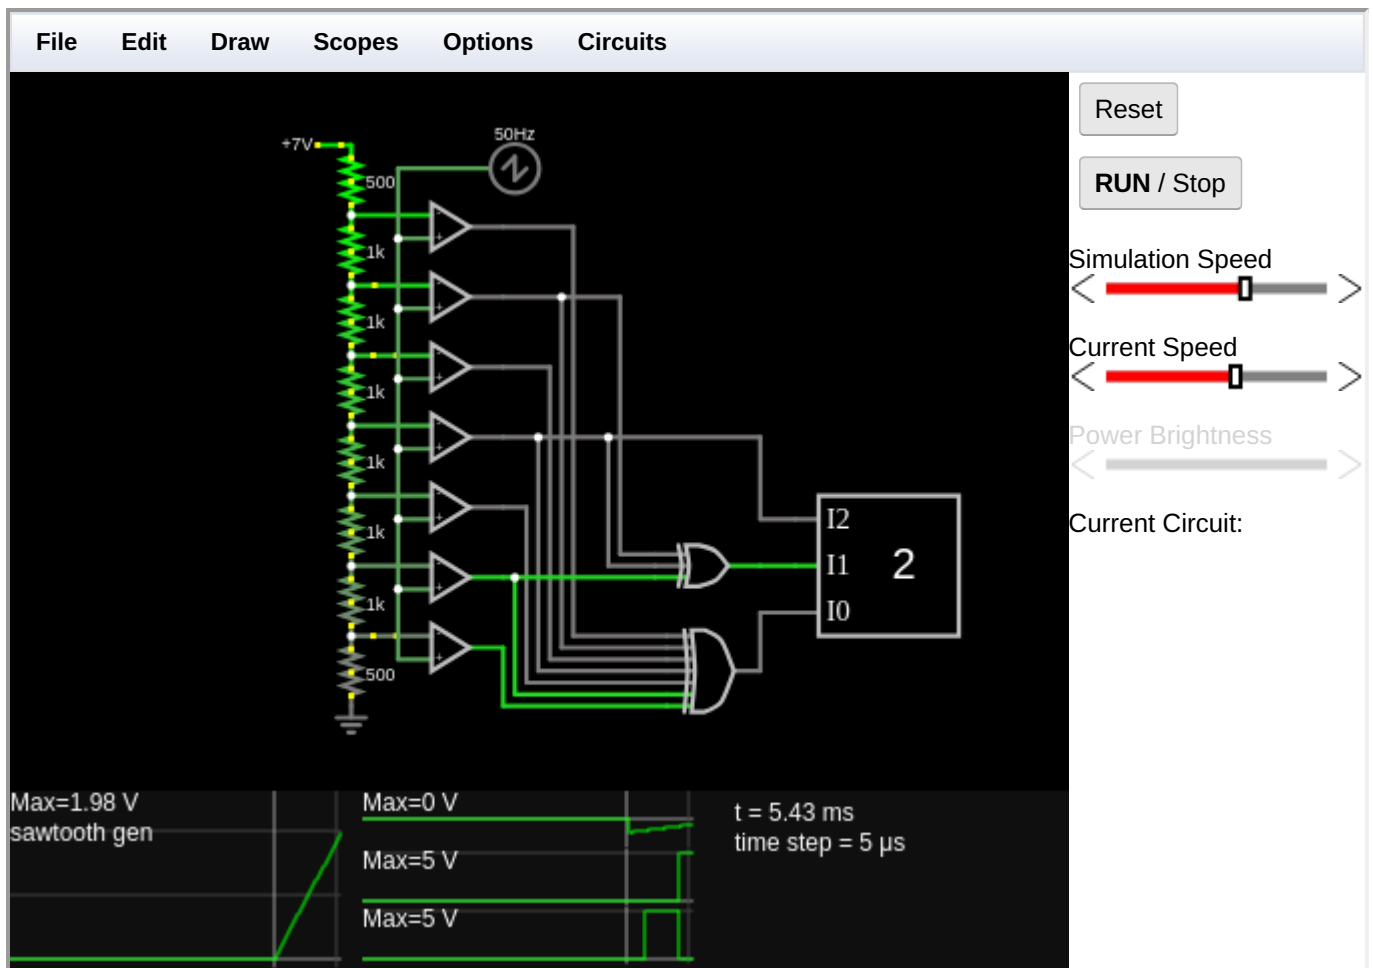 File Edit Draw Scopes Options Circuits
Reset
RUN / Stop
Simulation Speed
Current Speed
Power Brightness
Current Circuit:
50Hz
+7V
500
1k
1k
1k
1k
1k
1k
500
- +
- +
- +
- +
- +
- +
- +
I2
I1
I0
2
Max=1.98 V
sawtooth gen
Max=0 V
Max=5 V
Max=5 V
t = 5.43 ms
time step = 5 μs